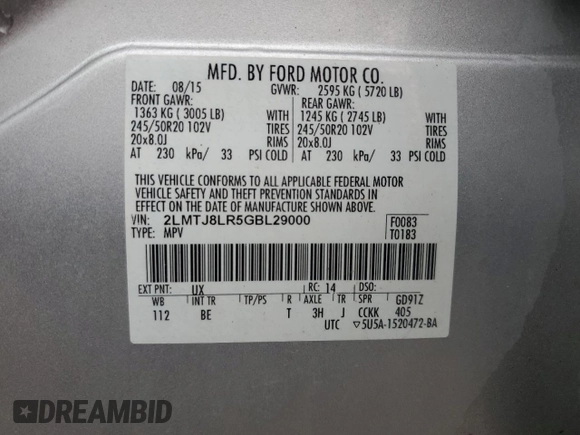 MFD. BY FORD MOTOR CO.
DATE: 08/15 GVWR: 2595 KG ( 5720 LB)
FRONT GAWR: REAR GAWR:
1363 KG ( 3005 LB) WITH 1245 KG ( 2745 LB) WITH
245/50R20 102V TIRES 245/50R20 102V TIRES
20x8.0J RIMS 20x8.0J RIMS
AT 230 kPa/ 33 PSI COLD AT 230 kPa/ 33 PSI COLD
THIS VEHICLE CONFORMS TO ALL APPLICABLE FEDERAL MOTOR
VEHICLE SAFETY AND THEFT PREVENTION STANDARDS IN
EFFECT ON THE DATE OF MANUFACTURE SHOWN ABOVE.
VIN: 2LMTJ8LR5GBL29000 F0083
TYPE: MPV T0183
EXT PNT: UX RC: 14 DSO:
WB INT TR TP/PS R AXLE TR SPR GD91Z
112 BE T 3H J CCKK 405
UTC ▽5U5A-1520472-BA
DREAMBID